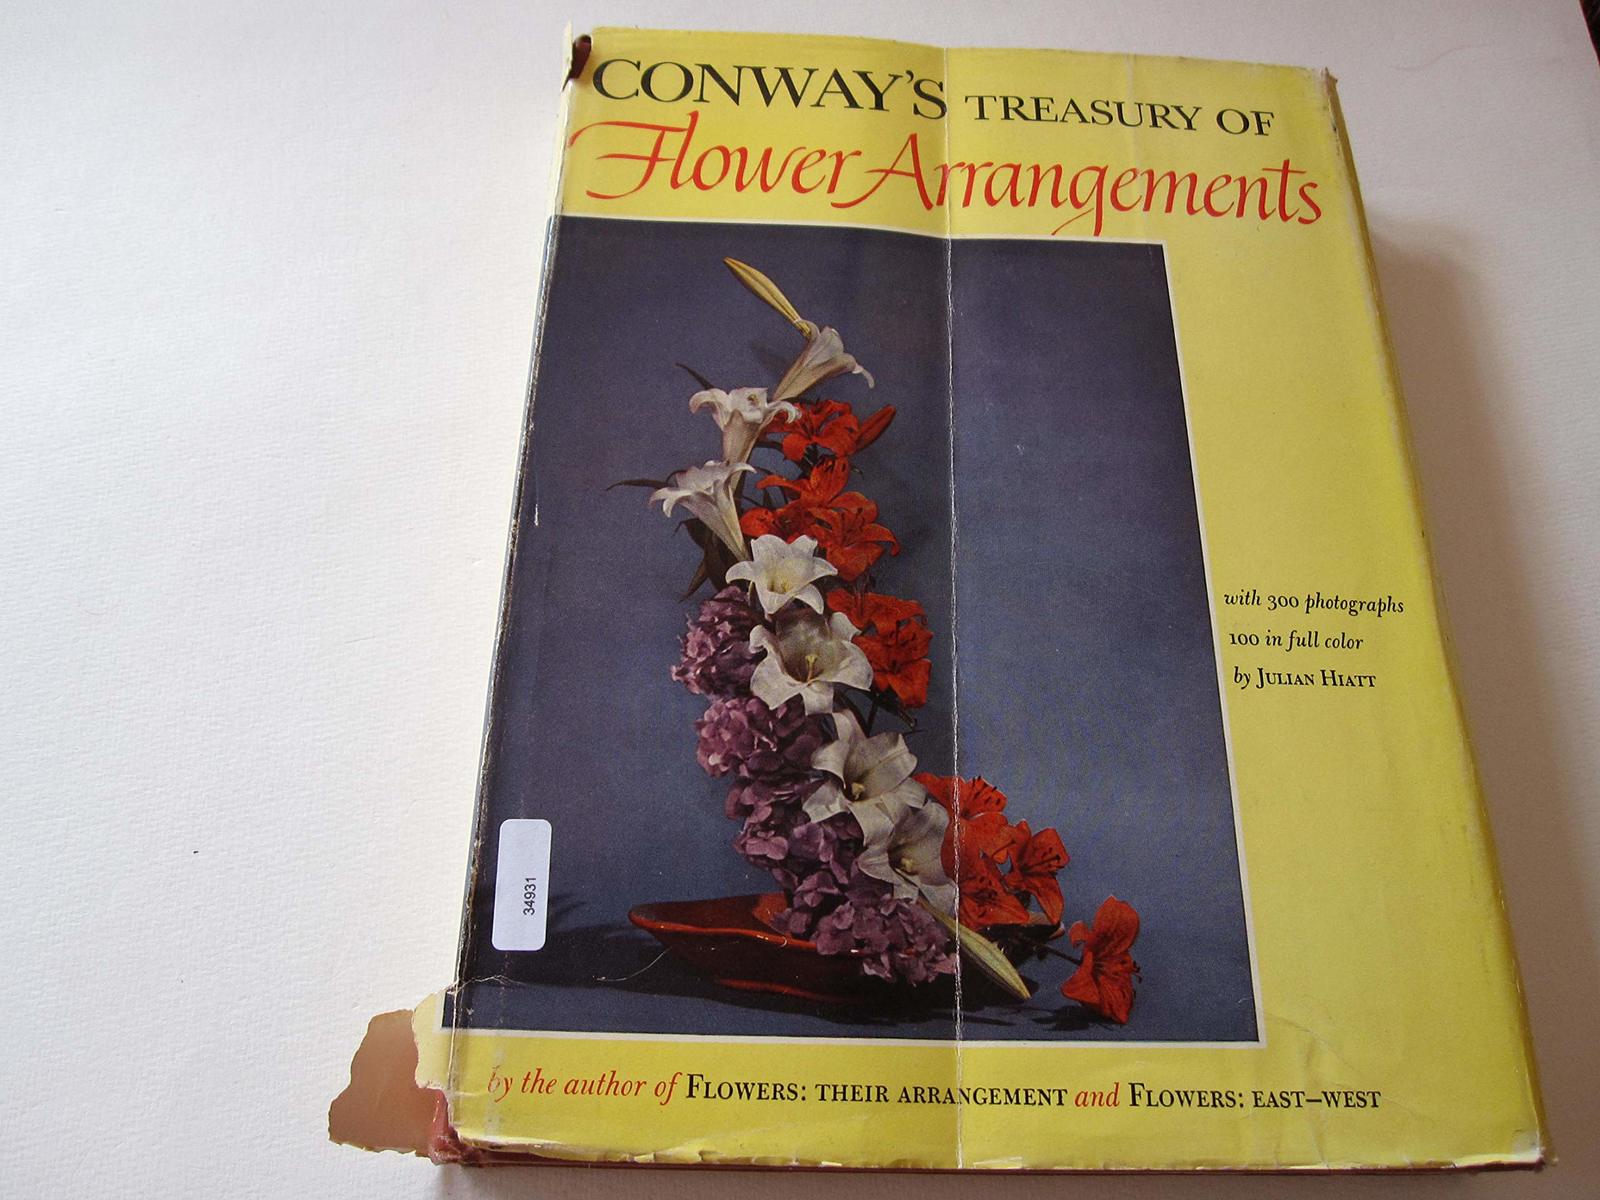 CONWAY'S TREASURY OF
Flower Arrangements
with 300 photographs
100 in full color
by JULIAN HIATT
34931
by the author of FLOWERS: THEIR ARRANGEMENT and FLOWERS: EAST—WEST